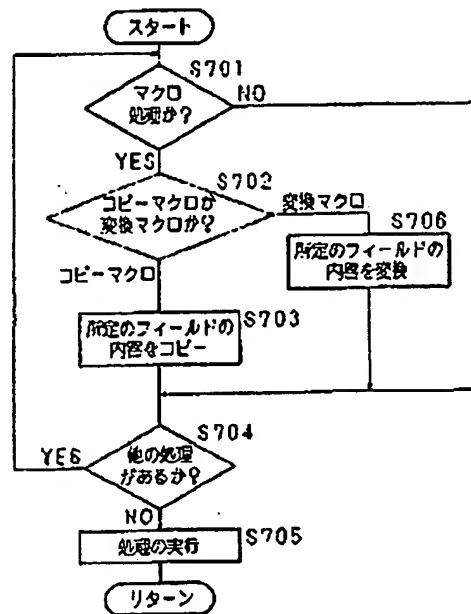 スタート
S701
マクロ
処理か?
NO
YES
S702
コピーマクロか
変換マクロか?
変換マクロ
S706
所定のフィールドの
内容を変換
コピーマクロ
所定のフィールドの
内容をコピー
S703
S704
他の処理
があるか?
YES
NO
処理の実行
S705
リターン